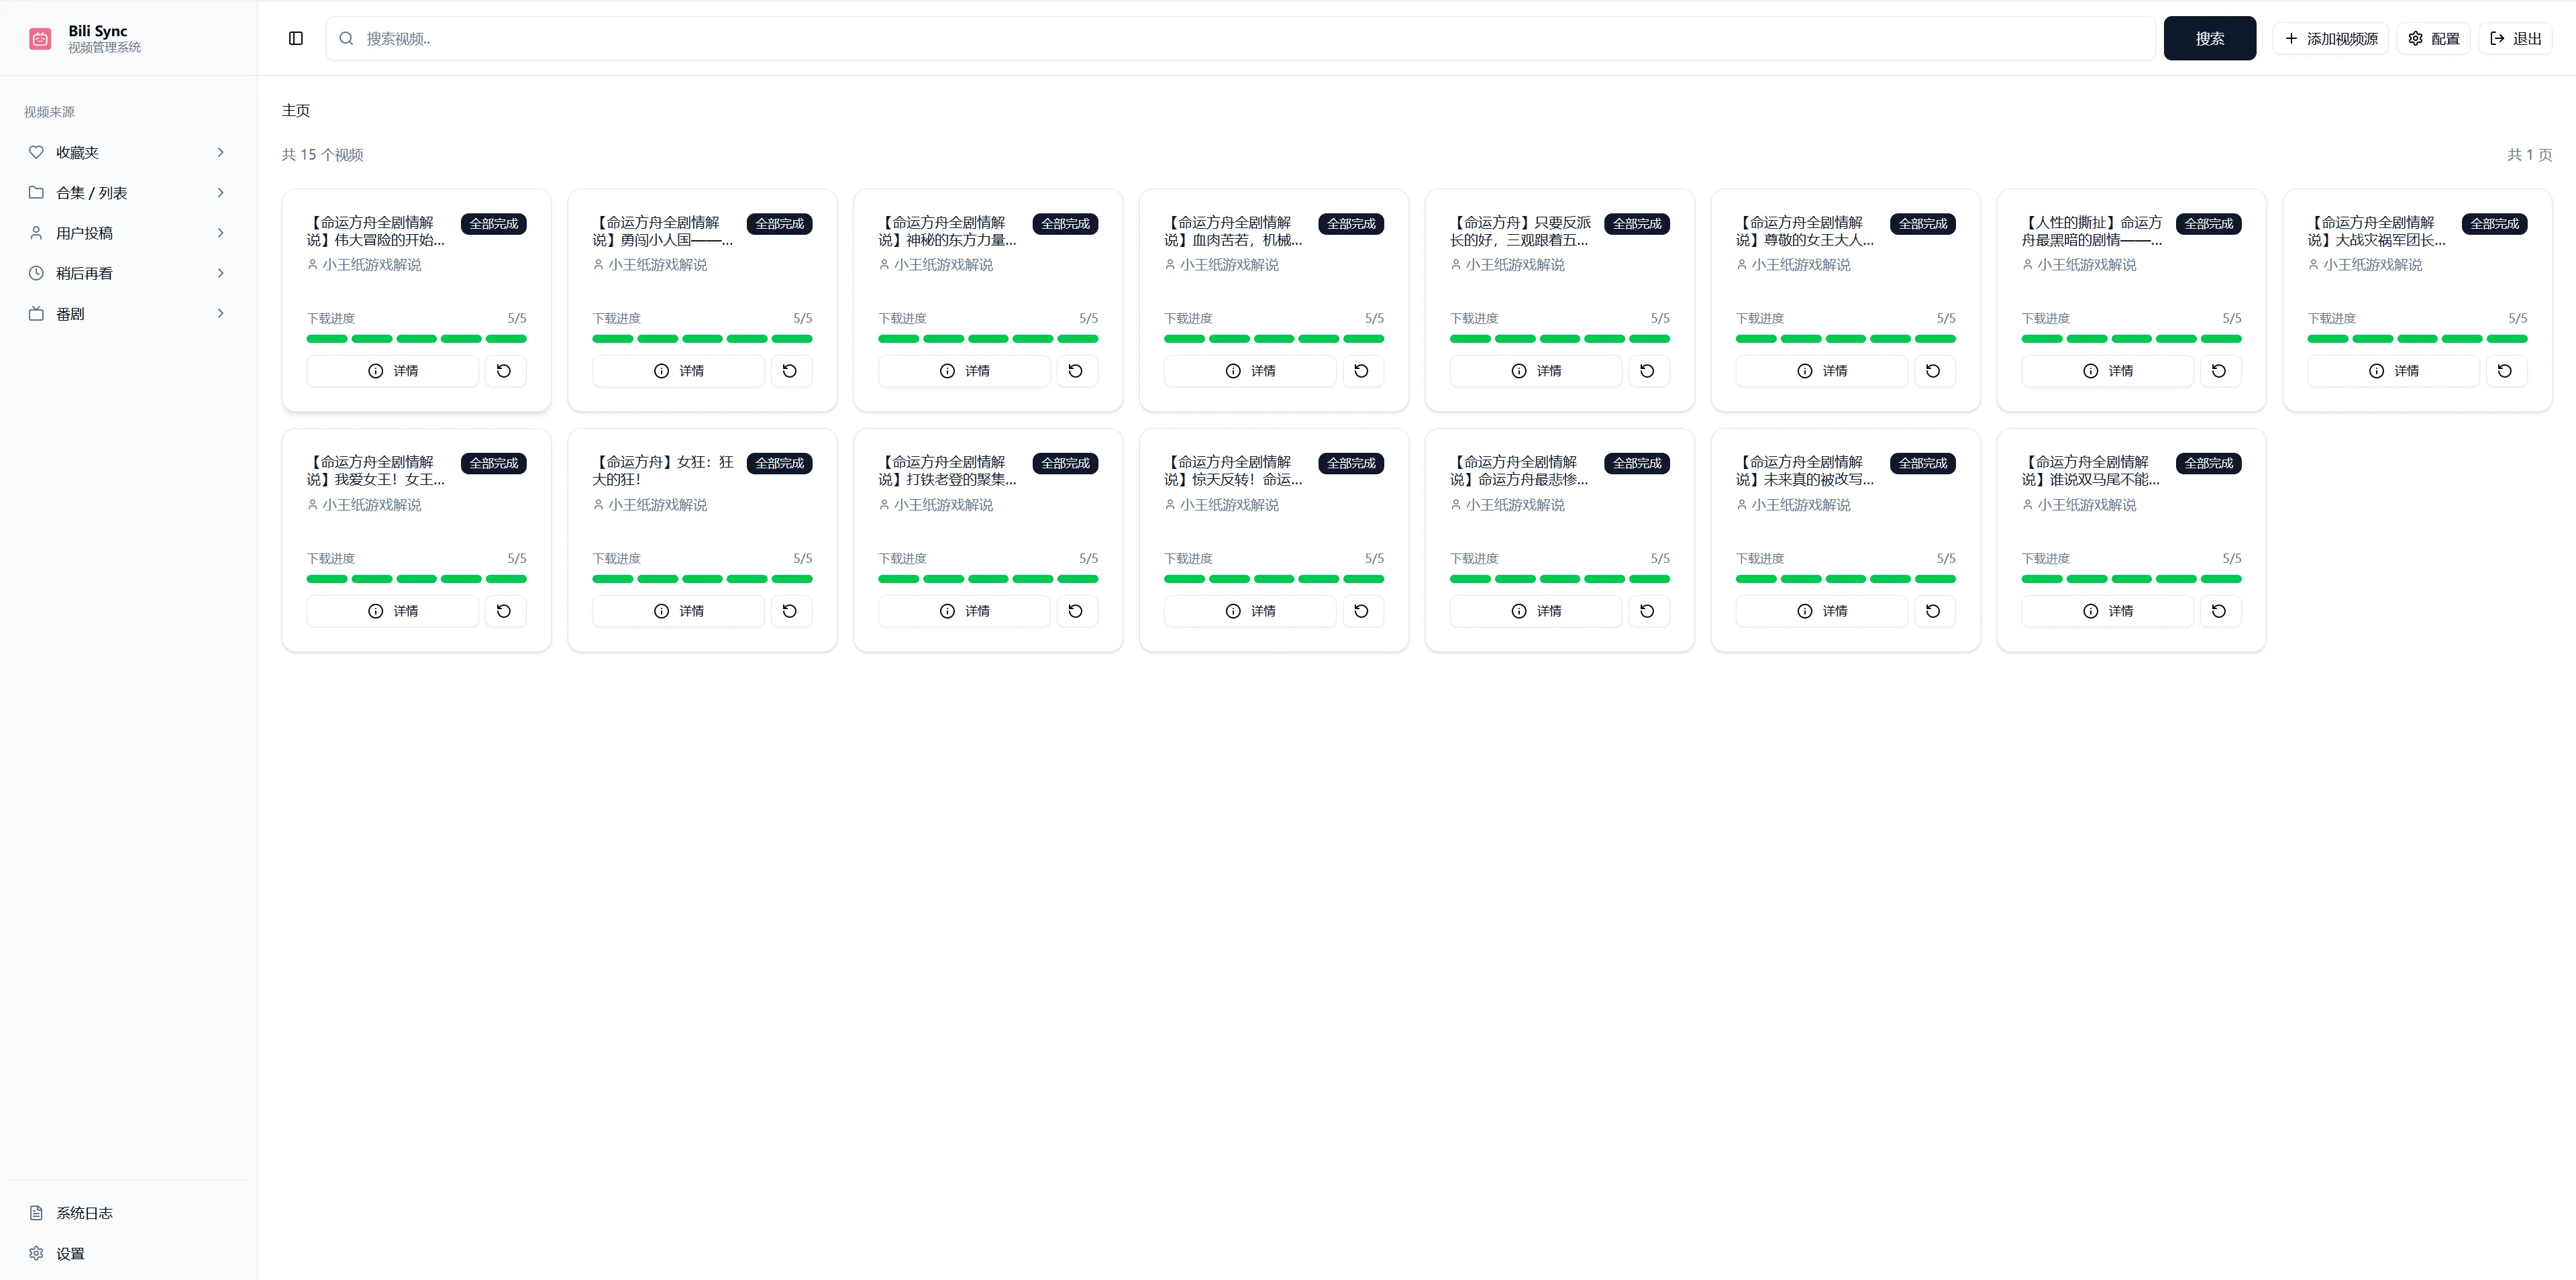 Bili Sync
视频管理系统
搜索视频..
搜索
添加视频源
配置
退出
视频来源
收藏夹
合集 / 列表
用户投稿
稍后再看
番剧
系统日志
设置
主页
共 15 个视频
共 1 页
【命运方舟全剧情解
说】伟大冒险的开始...
全部完成
小王纸游戏解说
下载进度
5/5
详情
【命运方舟全剧情解
说】勇闯小人国——...
全部完成
小王纸游戏解说
下载进度
5/5
详情
【命运方舟全剧情解
说】神秘的东方力量...
全部完成
小王纸游戏解说
下载进度
5/5
详情
【命运方舟全剧情解
说】血肉苦若，机械...
全部完成
小王纸游戏解说
下载进度
5/5
详情
【命运方舟】只要反派
长的好，三观跟着五...
全部完成
小王纸游戏解说
下载进度
5/5
详情
【命运方舟全剧情解
说】尊敬的女王大人...
全部完成
小王纸游戏解说
下载进度
5/5
详情
【人性的撕扯】命运方
舟最黑暗的剧情——...
全部完成
小王纸游戏解说
下载进度
5/5
详情
【命运方舟全剧情解
说】大战灾祸军团长...
全部完成
小王纸游戏解说
下载进度
5/5
详情
【命运方舟全剧情解
说】我爱女王！女王...
全部完成
小王纸游戏解说
下载进度
5/5
详情
【命运方舟】女狂：狂
大的狂！
全部完成
小王纸游戏解说
下载进度
5/5
详情
【命运方舟全剧情解
说】打铁老登的聚集...
全部完成
小王纸游戏解说
下载进度
5/5
详情
【命运方舟全剧情解
说】惊天反转！命运...
全部完成
小王纸游戏解说
下载进度
5/5
详情
【命运方舟全剧情解
说】命运方舟最悲惨...
全部完成
小王纸游戏解说
下载进度
5/5
详情
【命运方舟全剧情解
说】未来真的被改写...
全部完成
小王纸游戏解说
下载进度
5/5
详情
【命运方舟全剧情解
说】谁说双马尾不能...
全部完成
小王纸游戏解说
下载进度
5/5
详情